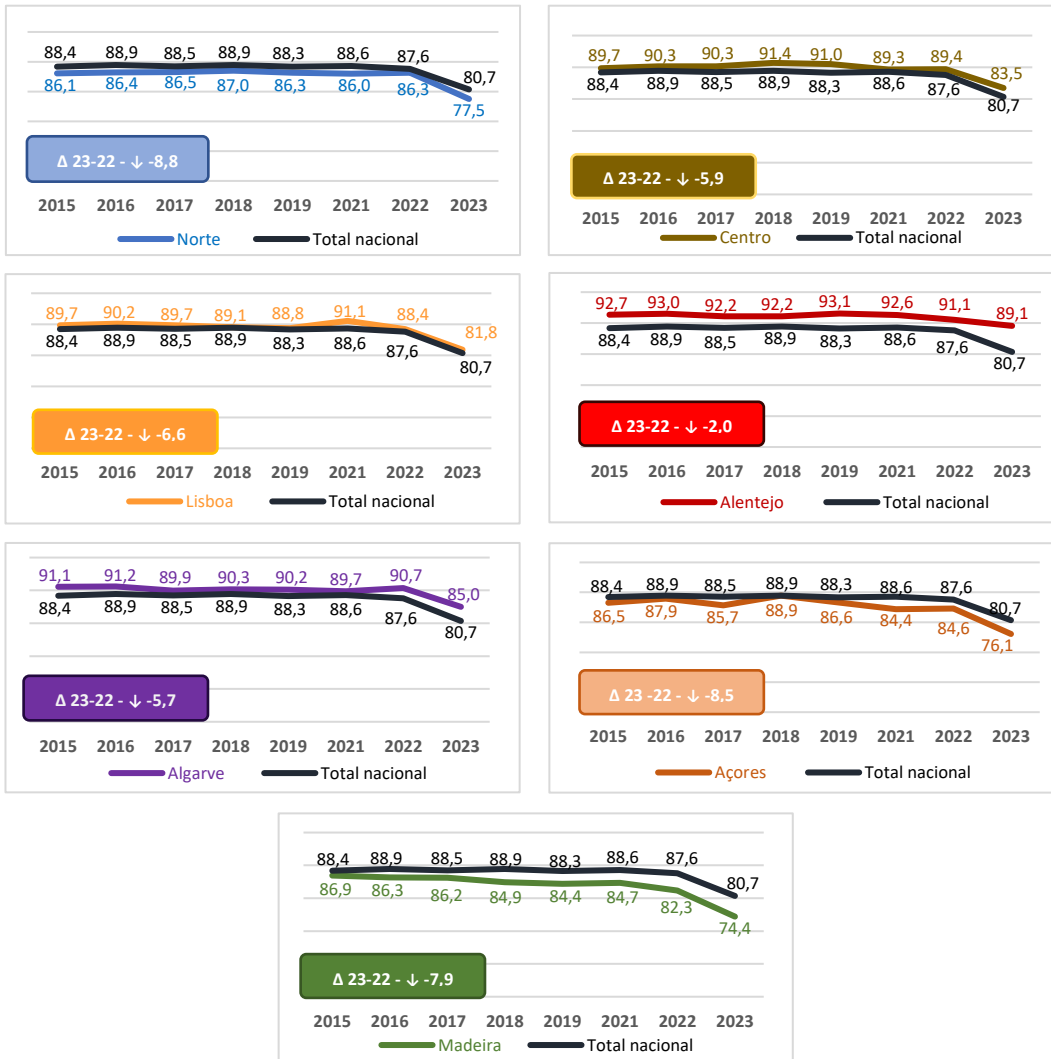 88,4 88,9 88,5 88,9 88,3 88,6 87,6 80,7
86,1 86,4 86,5 87,0 86,3 86,0 86,3 77,5
Δ 23-22 - ↓ -8,8
2015 2016 2017 2018 2019 2021 2022 2023
Norte Total nacional
89,7 90,3 90,3 91,4 91,0 89,3 89,4 83,5
88,4 88,9 88,5 88,9 88,3 88,6 87,6 80,7
Δ 23-22 - ↓ -5,9
2015 2016 2017 2018 2019 2021 2022 2023
Centro Total nacional
89,7 90,2 89,7 89,1 88,8 91,1 88,4 81,8
88,4 88,9 88,5 88,9 88,3 88,6 87,6 80,7
Δ 23-22 - ↓ -6,6
2015 2016 2017 2018 2019 2021 2022 2023
Lisboa Total nacional
92,7 93,0 92,2 92,2 93,1 92,6 91,1 89,1
88,4 88,9 88,5 88,9 88,3 88,6 87,6 80,7
Δ 23-22 - ↓ -2,0
2015 2016 2017 2018 2019 2021 2022 2023
Alentejo Total nacional
91,1 91,2 89,9 90,3 90,2 89,7 90,7 85,0
88,4 88,9 88,5 88,9 88,3 88,6 87,6 80,7
Δ 23-22 - ↓ -5,7
2015 2016 2017 2018 2019 2021 2022 2023
Algarve Total nacional
88,4 88,9 88,5 88,9 88,3 88,6 87,6 80,7
86,5 87,9 85,7 88,9 86,6 84,4 84,6 76,1
Δ 23 -22 - ↓ -8,5
2015 2016 2017 2018 2019 2021 2022 2023
Açores Total nacional
88,4 88,9 88,5 88,9 88,3 88,6 87,6 80,7
86,9 86,3 86,2 84,9 84,4 84,7 82,3 74,4
Δ 23-22 - ↓ -7,9
2015 2016 2017 2018 2019 2021 2022 2023
Madeira Total nacional